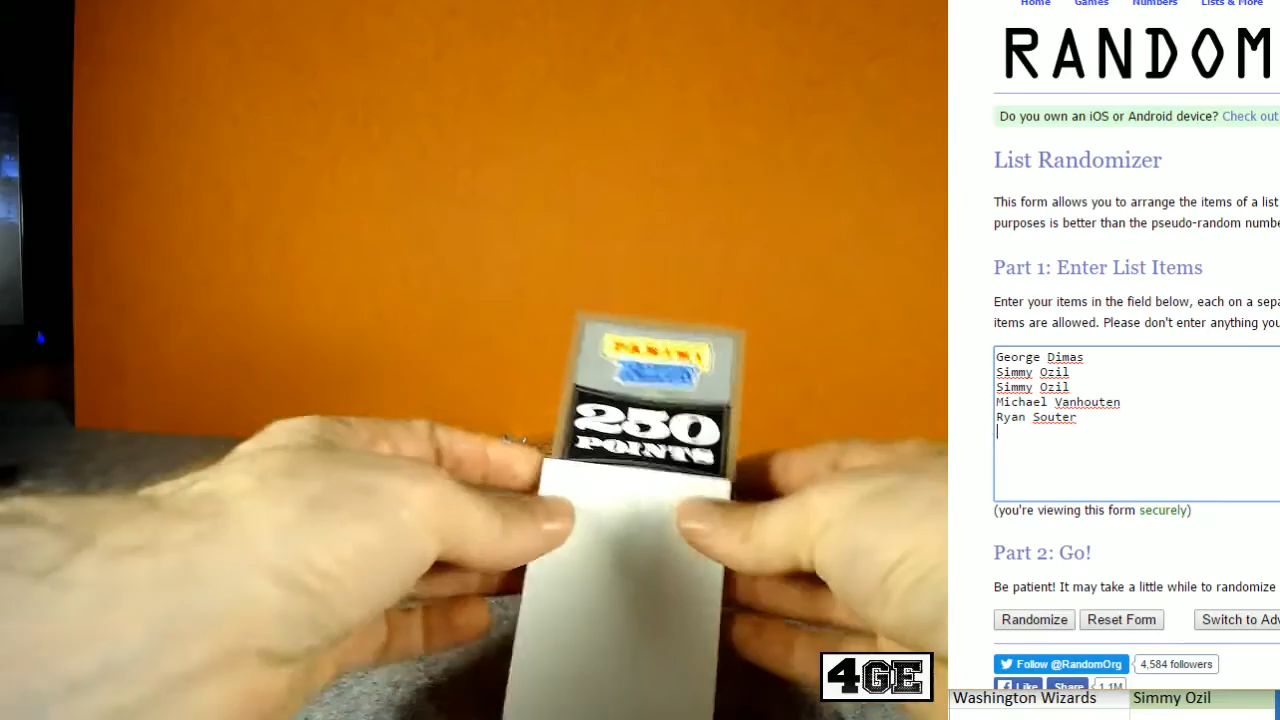 Home Games Numbers Lists & More
RANDOM
Do you own an iOS or Android device? Check out
List Randomizer
This form allows you to arrange the items of a list
purposes is better than the pseudo-random numbe
Part 1: Enter List Items
Enter your items in the field below, each on a sepa
items are allowed. Please don't enter anything you
George Dimas
Simmy Ozil
Simmy Ozil
Michael Vanhouten
Ryan Souter
(you're viewing this form securely)
Part 2: Go!
Be patient! It may take a little while to randomize
Randomize Reset Form Switch to Adv
Follow @RandomOrg 4,584 followers
Like Share 1.1M
Washington Wizards Simmy Ozil
PANINI
250
POINTS
4GE